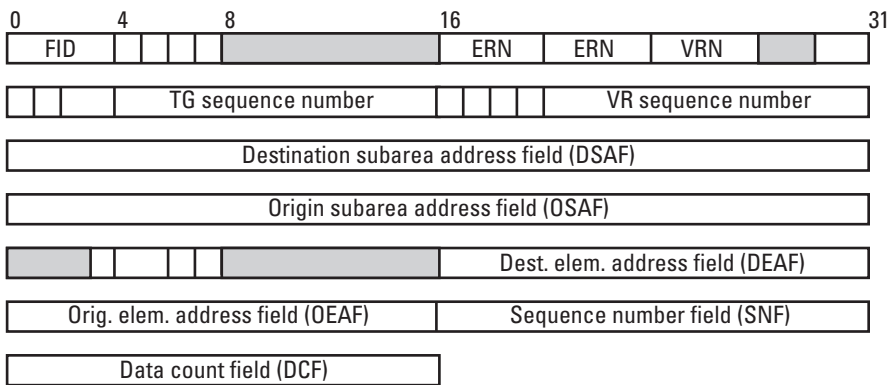 0 4 8 16 31
FID ERN ERN VRN
TG sequence number VR sequence number
Destination subarea address field (DSAF)
Origin subarea address field (OSAF)
Dest. elem. address field (DEAF)
Orig. elem. address field (OEAF) Sequence number field (SNF)
Data count field (DCF)